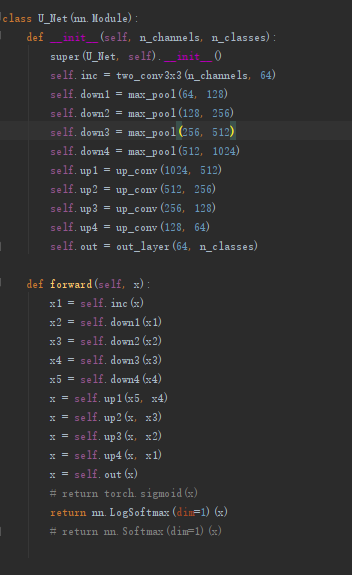 class U_Net(nn.Module):
    def __init__(self, n_channels, n_classes):
        super(U_Net, self).__init__()
        self.inc = two_conv3x3(n_channels, 64)
        self.down1 = max_pool(64, 128)
        self.down2 = max_pool(128, 256)
        self.down3 = max_pool(256, 512)
        self.down4 = max_pool(512, 1024)
        self.up1 = up_conv(1024, 512)
        self.up2 = up_conv(512, 256)
        self.up3 = up_conv(256, 128)
        self.up4 = up_conv(128, 64)
        self.out = out_layer(64, n_classes)

    def forward(self, x):
        x1 = self.inc(x)
        x2 = self.down1(x1)
        x3 = self.down2(x2)
        x4 = self.down3(x3)
        x5 = self.down4(x4)
        x = self.up1(x5, x4)
        x = self.up2(x, x3)
        x = self.up3(x, x2)
        x = self.up4(x, x1)
        x = self.out(x)
        # return torch.sigmoid(x)
        return nn.LogSoftmax(dim=1)(x)
        # return nn.Softmax(dim=1)(x)